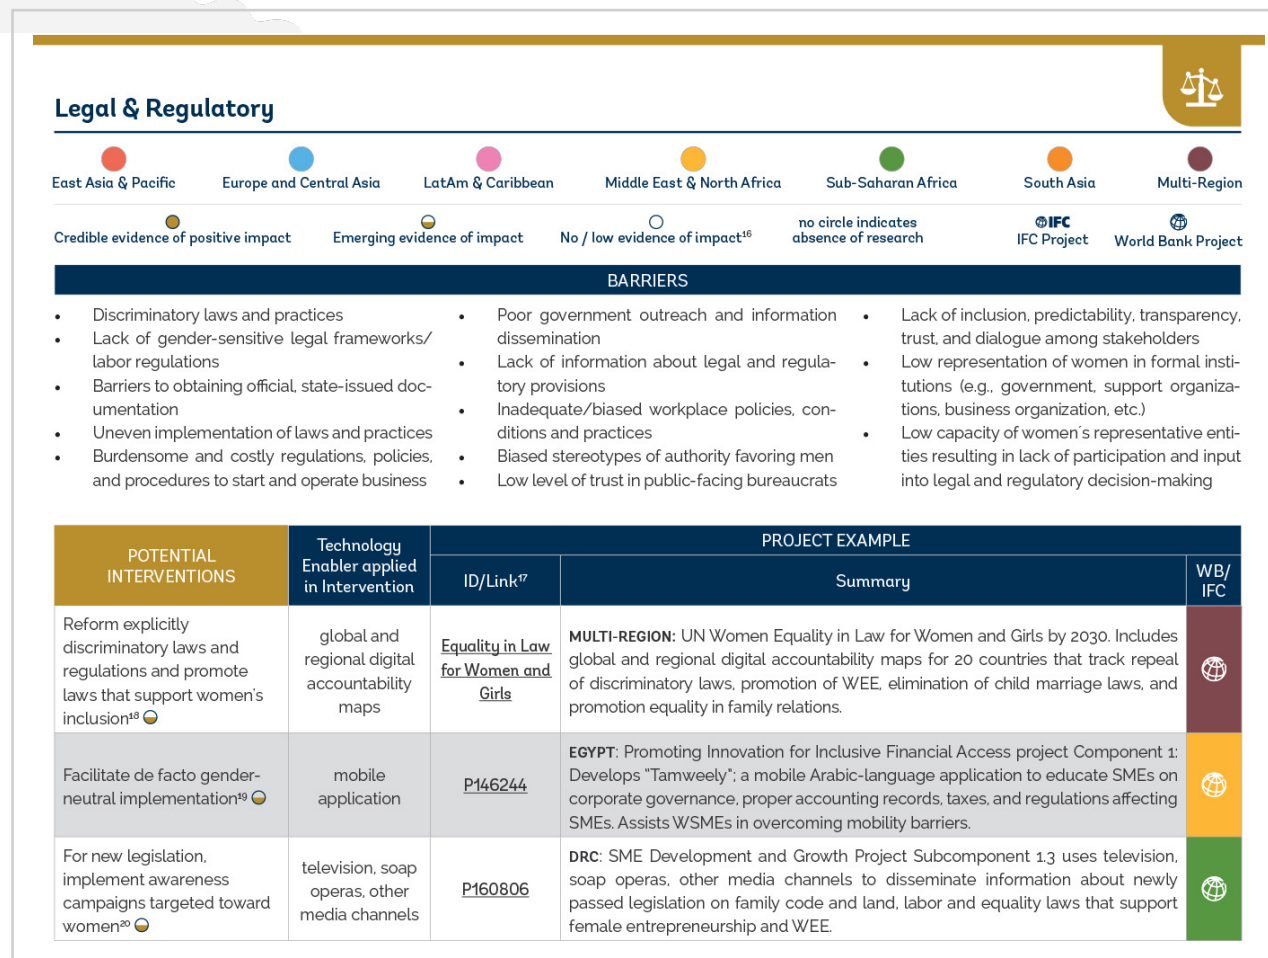 Legal & Regulatory
East Asia & Pacific
Europe and Central Asia
LatAm & Caribbean
Middle East & North Africa
Sub-Saharan Africa
South Asia
Multi-Region
Credible evidence of positive impact
Emerging evidence of impact
No / low evidence of impact¹⁶
no circle indicates
absence of research
IFC
IFC Project
World Bank Project
BARRIERS
• Discriminatory laws and practices
• Lack of gender-sensitive legal frameworks/
labor regulations
• Barriers to obtaining official, state-issued doc-
umentation
• Uneven implementation of laws and practices
• Burdensome and costly regulations, policies,
and procedures to start and operate business
• Poor government outreach and information
dissemination
• Lack of information about legal and regula-
tory provisions
• Inadequate/biased workplace policies, con-
ditions and practices
• Biased stereotypes of authority favoring men
• Low level of trust in public-facing bureaucrats
• Lack of inclusion, predictability, transparency,
trust, and dialogue among stakeholders
• Low representation of women in formal insti-
tutions (e.g., government, support organiza-
tions, business organization, etc.)
• Low capacity of women´s representative enti-
ties resulting in lack of participation and input
into legal and regulatory decision-making
POTENTIAL
INTERVENTIONS
Technology
Enabler applied
in Intervention
PROJECT EXAMPLE
ID/Link¹⁷
Summary
WB/
IFC
Reform explicitly
discriminatory laws and
regulations and promote
laws that support women's
inclusion¹⁸
global and
regional digital
accountability
maps
Equality in Law
for Women and
Girls
MULTI-REGION: UN Women Equality in Law for Women and Girls by 2030. Includes
global and regional digital accountability maps for 20 countries that track repeal
of discriminatory laws, promotion of WEE, elimination of child marriage laws, and
promotion equality in family relations.
Facilitate de facto gender-
neutral implementation¹⁹
mobile
application
P146244
EGYPT: Promoting Innovation for Inclusive Financial Access project Component 1:
Develops "Tamweely"; a mobile Arabic-language application to educate SMEs on
corporate governance, proper accounting records, taxes, and regulations affecting
SMEs. Assists WSMEs in overcoming mobility barriers.
For new legislation,
implement awareness
campaigns targeted toward
women²⁰
television, soap
operas, other
media channels
P160806
DRC: SME Development and Growth Project Subcomponent 1.3 uses television,
soap operas, other media channels to disseminate information about newly
passed legislation on family code and land, labor and equality laws that support
female entrepreneurship and WEE.